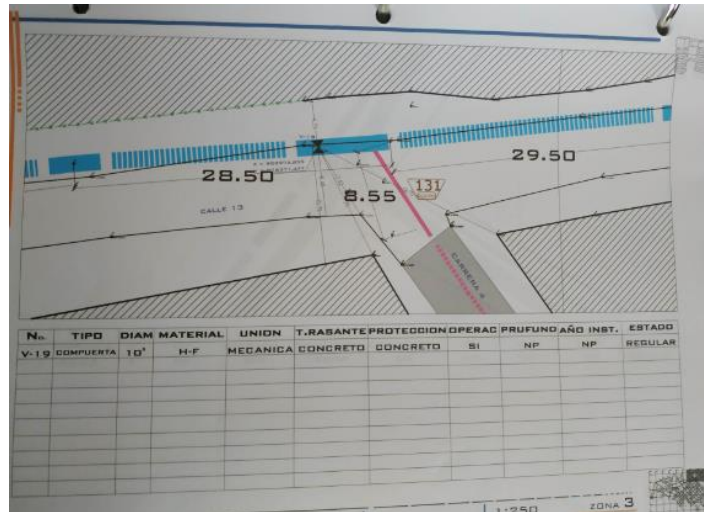 V-19
28.50
8.55
131
29.50
CALLE 13
CARRERA 4
No. TIPO DIAM MATERIAL UNION T.RASANTE PROTECCION OPERAC PRUFUND AÑO INST. ESTADO
V-19 COMPUERTA 10" H-F MECANICA CONCRETO CONCRETO SI NP NP REGULAR
1:250 ZONA 3